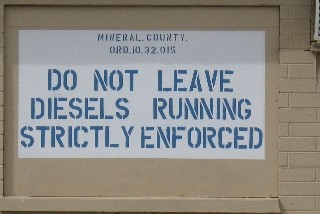 MINERAL. COUNTY.
ORD.10.32.015
DO NOT LEAVE
DIESELS RUNNING
STRICTLY ENFORCED